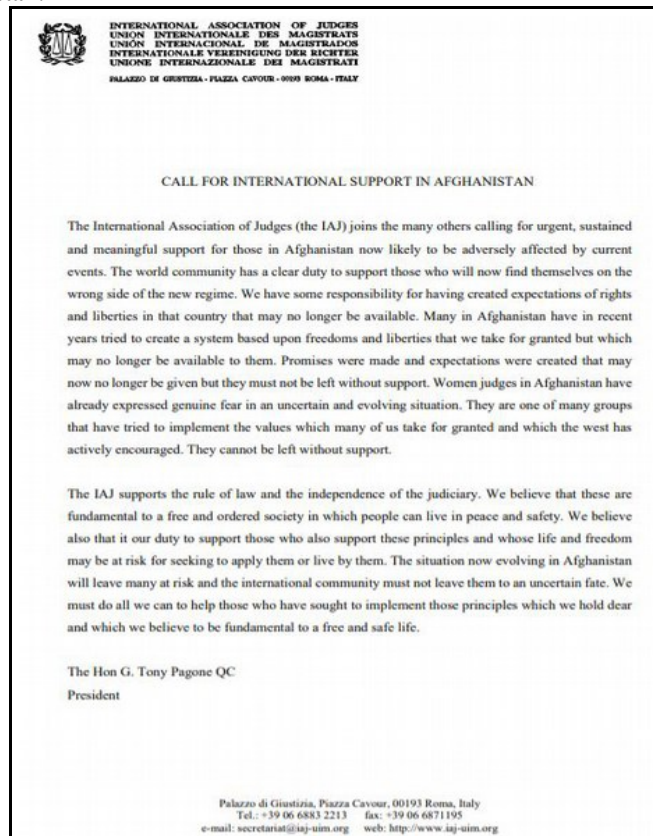 INTERNATIONAL ASSOCIATION OF JUDGES
UNION INTERNATIONALE DES MAGISTRATS
UNIÓN INTERNACIONAL DE MAGISTRADOS
INTERNATIONALE VEREINIGUNG DER RICHTER
UNIONE INTERNAZIONALE DEI MAGISTRATI
PALAZZO DI GIUSTIZIA - PIAZZA CAVOUR - 00193 ROMA - ITALY
CALL FOR INTERNATIONAL SUPPORT IN AFGHANISTAN
The International Association of Judges (the IAJ) joins the many others calling for urgent, sustained
and meaningful support for those in Afghanistan now likely to be adversely affected by current
events. The world community has a clear duty to support those who will now find themselves on the
wrong side of the new regime. We have some responsibility for having created expectations of rights
and liberties in that country that may no longer be available. Many in Afghanistan have in recent
years tried to create a system based upon freedoms and liberties that we take for granted but which
may no longer be available to them. Promises were made and expectations were created that may
now no longer be given but they must not be left without support. Women judges in Afghanistan have
already expressed genuine fear in an uncertain and evolving situation. They are one of many groups
that have tried to implement the values which many of us take for granted and which the west has
actively encouraged. They cannot be left without support.
The IAJ supports the rule of law and the independence of the judiciary. We believe that these are
fundamental to a free and ordered society in which people can live in peace and safety. We believe
also that it our duty to support those who also support these principles and whose life and freedom
may be at risk for seeking to apply them or live by them. The situation now evolving in Afghanistan
will leave many at risk and the international community must not leave them to an uncertain fate. We
must do all we can to help those who have sought to implement those principles which we hold dear
and which we believe to be fundamental to a free and safe life.
The Hon G. Tony Pagone QC
President
Palazzo di Giustizia, Piazza Cavour, 00193 Roma, Italy
Tel.: +39 06 6883 2213 fax: +39 06 6871195
e-mail: secretariat@iaj-uim.org web: http://www.iaj-uim.org